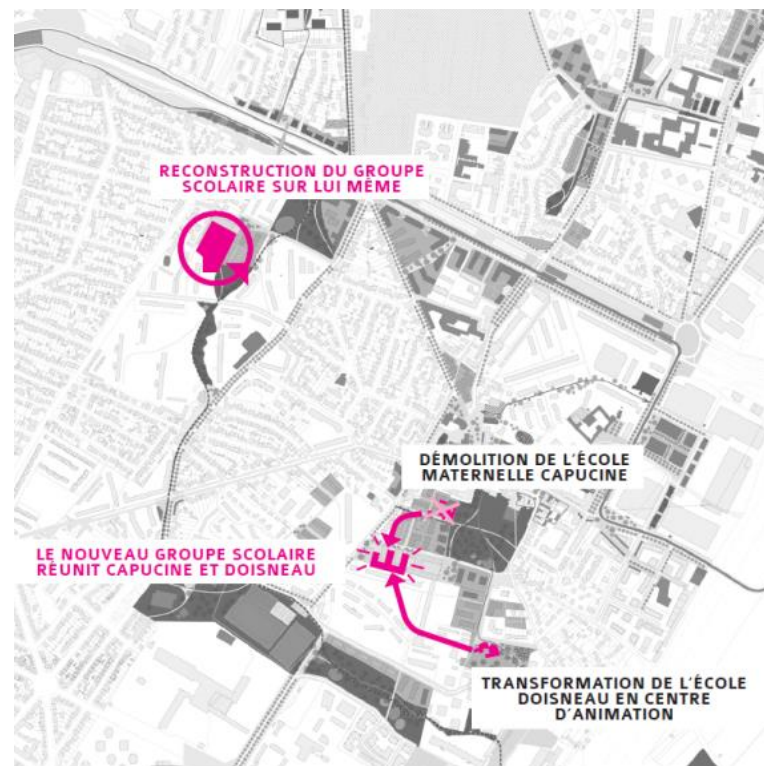 RECONSTRUCTION DU GROUPE
SCOLAIRE SUR LUI MÊME
DÉMOLITION DE L'ÉCOLE
MATERNELLE CAPUCINE
LE NOUVEAU GROUPE SCOLAIRE
RÉUNIT CAPUCINE ET DOISNEAU
TRANSFORMATION DE L'ÉCOLE
DOISNEAU EN CENTRE
D'ANIMATION